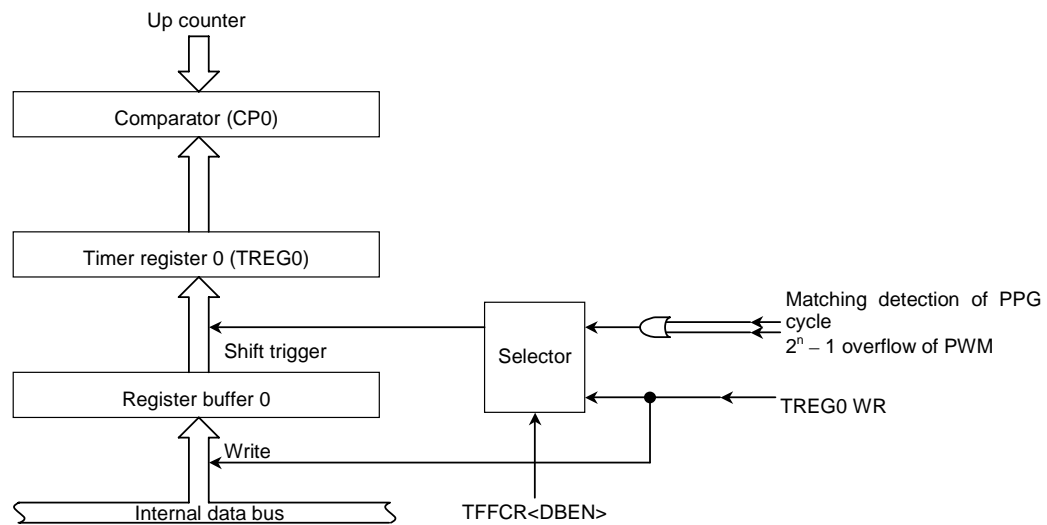 Up counter
Comparator (CP0)
Timer register 0 (TREG0)
Matching detection of PPG
cycle
2ⁿ – 1 overflow of PWM
Selector
Shift trigger
Register buffer 0
TREG0 WR
Write
Internal data bus
TFFCR<DBEN>